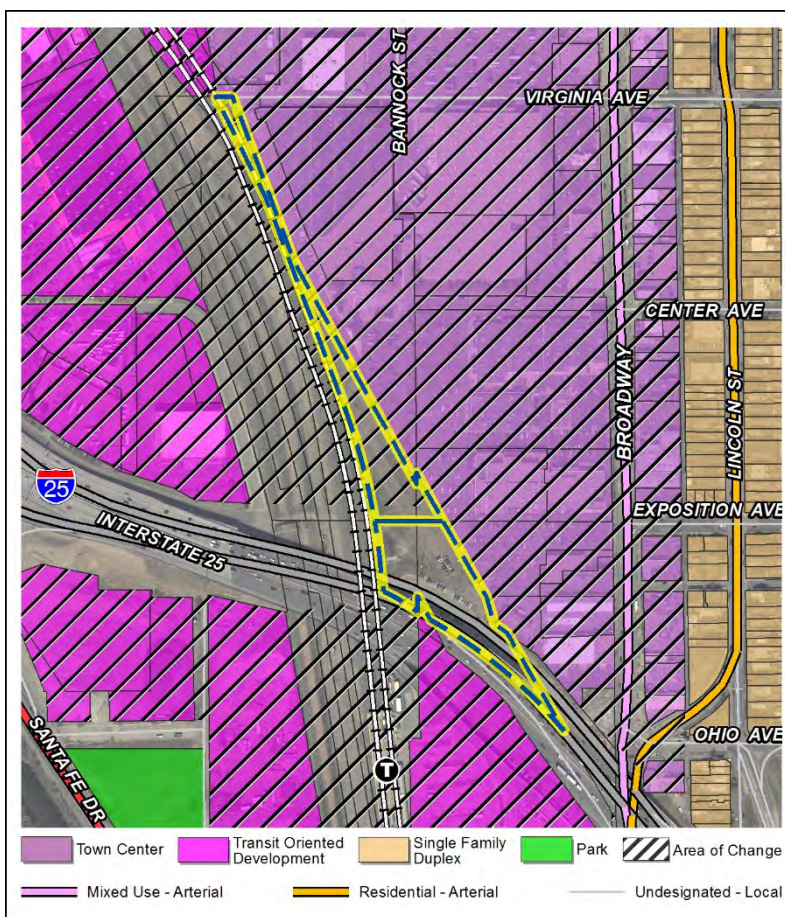 BANNOCK ST
VIRGINIA AVE
CENTER AVE
BROADWAY
LINCOLN ST
25
INTERSTATE 25
EXPOSITION AVE
SANTA FE DR
OHIO AVE
T
Town Center
Transit Oriented
Development
Single Family
Duplex
Park
Area of Change
Mixed Use - Arterial
Residential - Arterial
Undesignated - Local